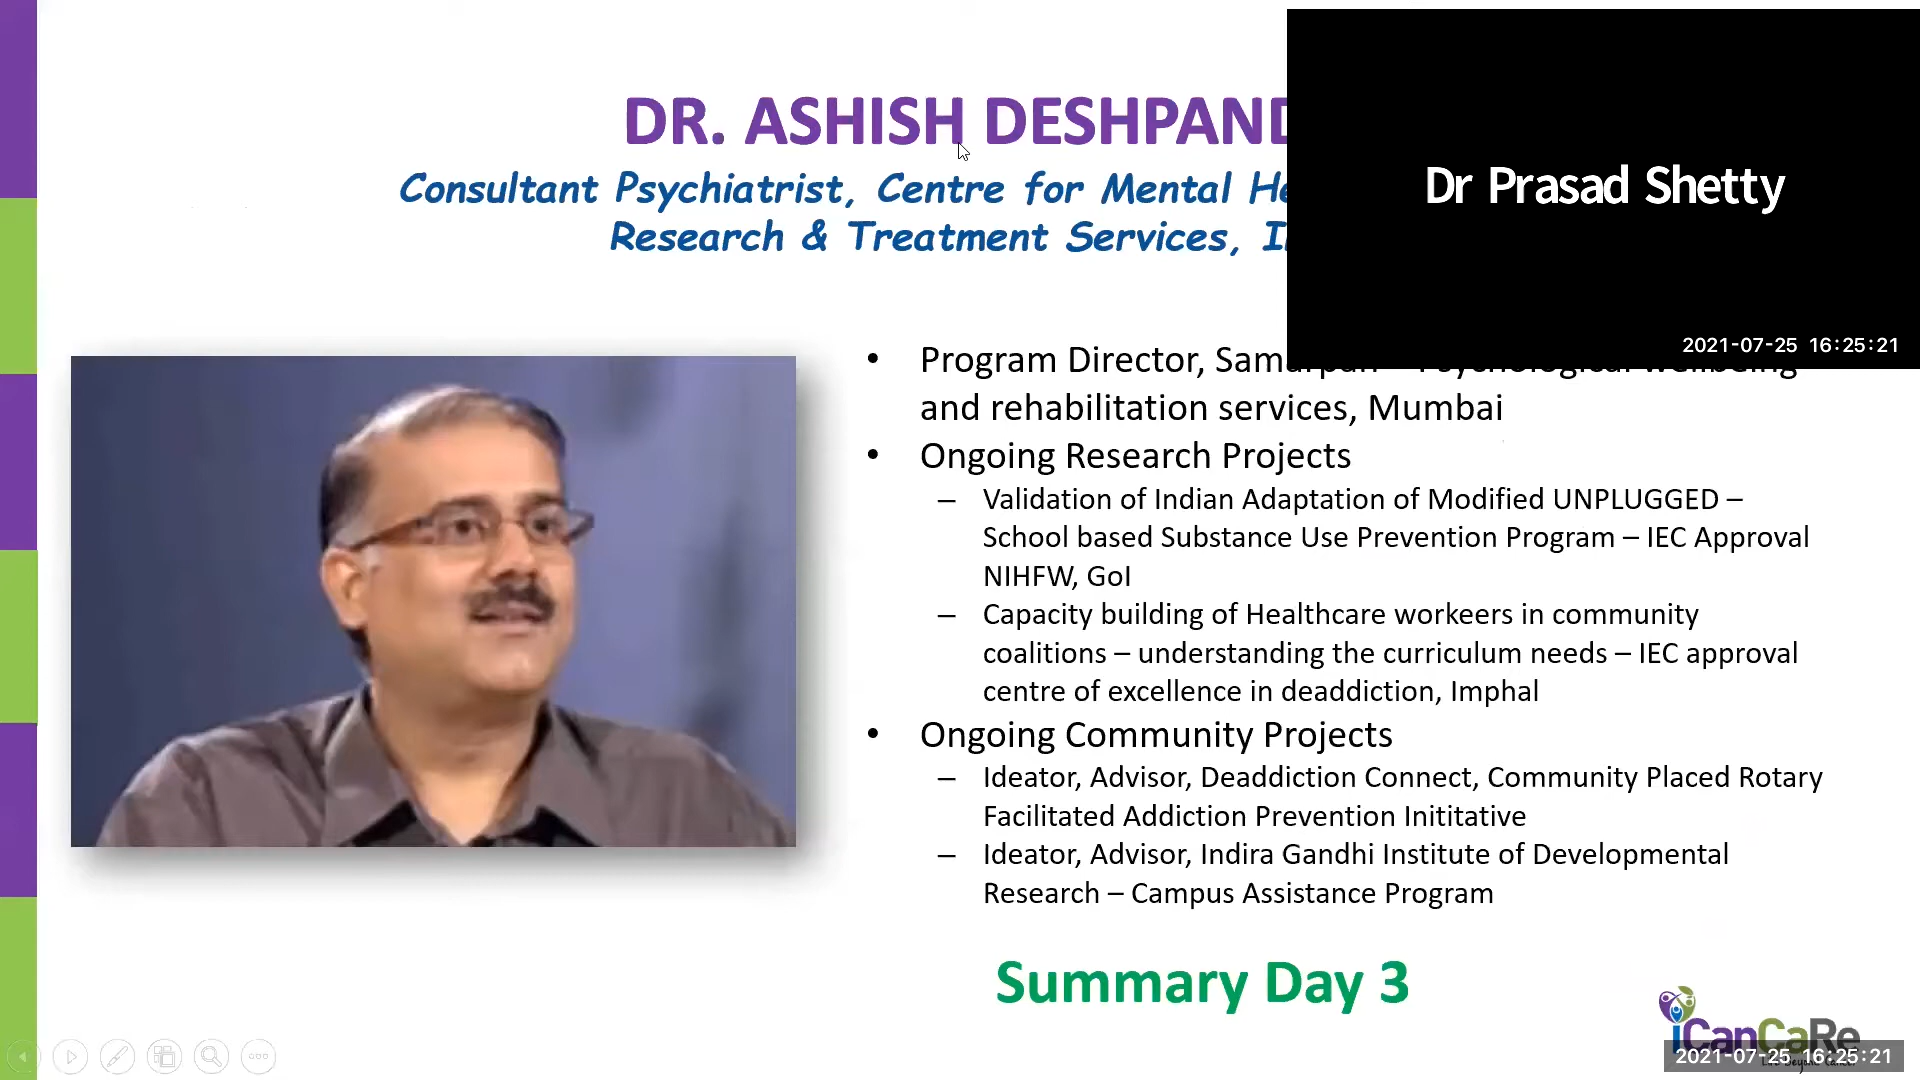 DR. ASHISH DESHPAND
Consultant Psychiatrist, Centre for Mental He
Research & Treatment Services, I
Dr Prasad Shetty
2021-07-25 16:25:21
• Program Director, Samarpan – Psychological wellbeing
and rehabilitation services, Mumbai
• Ongoing Research Projects
– Validation of Indian Adaptation of Modified UNPLUGGED –
School based Substance Use Prevention Program – IEC Approval
NIHFW, GoI
– Capacity building of Healthcare workeers in community
coalitions – understanding the curriculum needs – IEC approval
centre of excellence in deaddiction, Imphal
• Ongoing Community Projects
– Ideator, Advisor, Deaddiction Connect, Community Placed Rotary
Facilitated Addiction Prevention Inititative
– Ideator, Advisor, Indira Gandhi Institute of Developmental
Research – Campus Assistance Program
Summary Day 3
iCanCaRe
2021-07-25 16:25:21